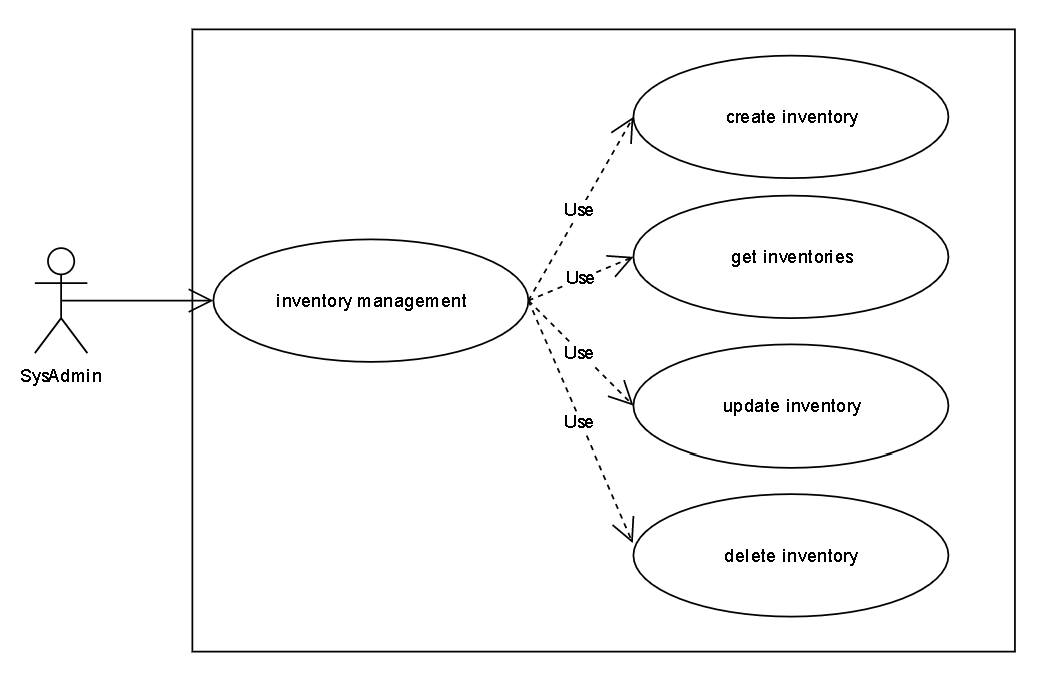 create inventory
Use
get inventories
Use
inventory management
SysAdmin
Use
update inventory
Use
delete inventory